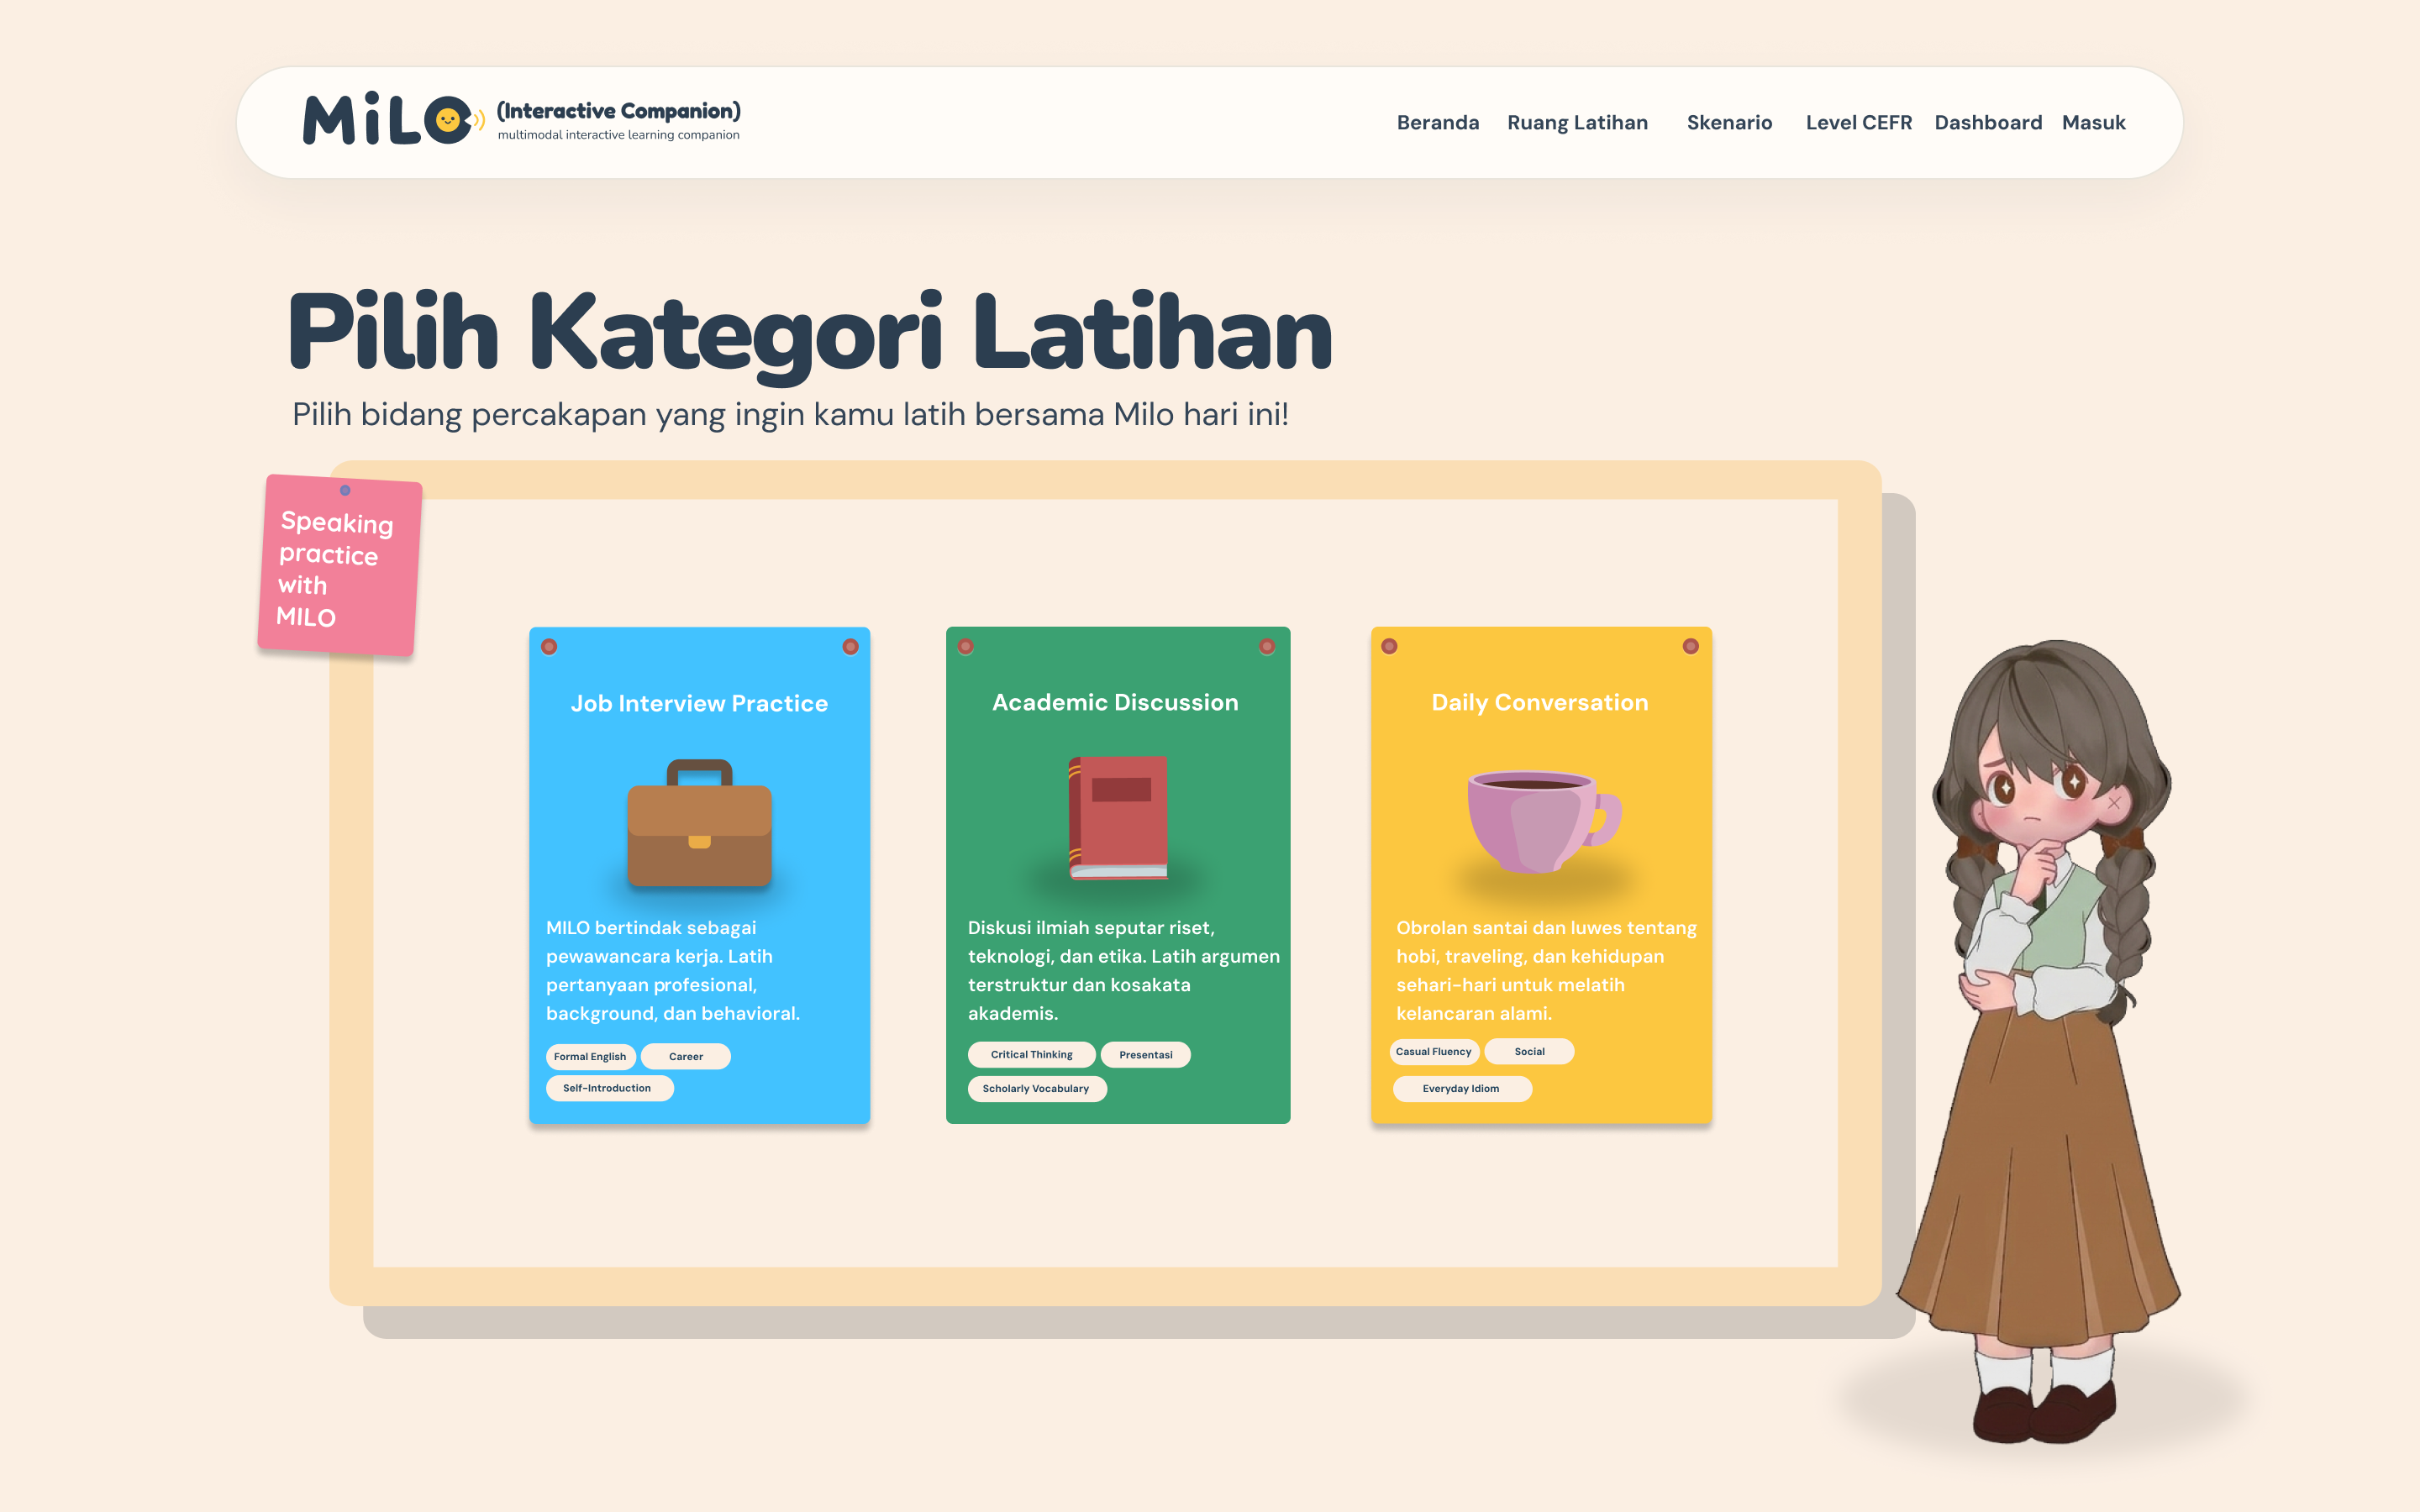 MiLO (Interactive Companion)
multimodal interactive learning companion
Beranda Ruang Latihan Skenario Level CEFR Dashboard Masuk
Pilih Kategori Latihan
Pilih bidang percakapan yang ingin kamu latih bersama Milo hari ini!
Speaking
practice
with
MILO
Job Interview Practice
MILO bertindak sebagai
pewawancara kerja. Latih
pertanyaan profesional,
background, dan behavioral.
Formal English Career
Self-Introduction
Academic Discussion
Diskusi ilmiah seputar riset,
teknologi, dan etika. Latih argumen
terstruktur dan kosakata
akademis.
Critical Thinking Presentasi
Scholarly Vocabulary
Daily Conversation
Obrolan santai dan luwes tentang
hobi, traveling, dan kehidupan
sehari-hari untuk melatih
kelancaran alami.
Casual Fluency Social
Everyday Idiom